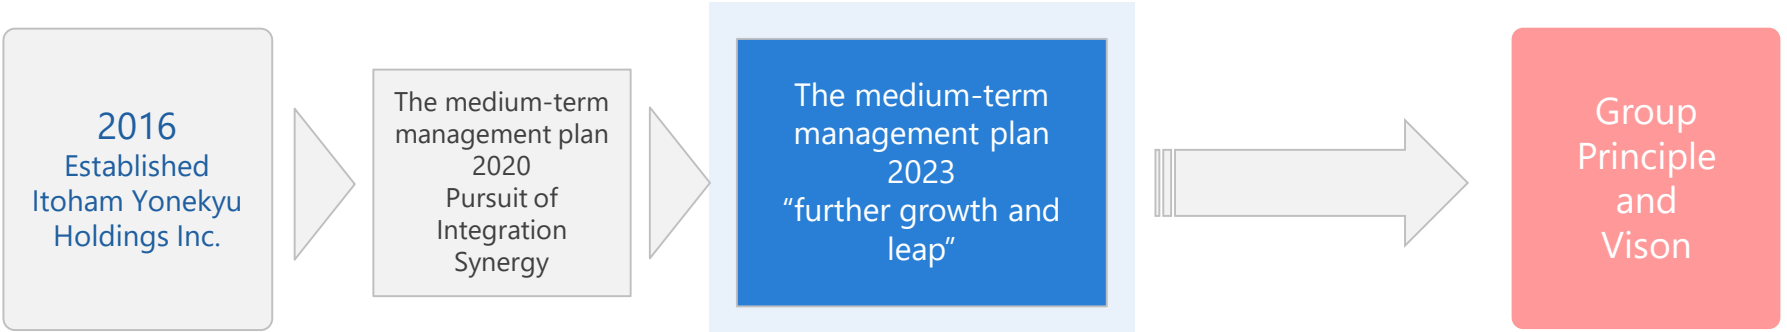 2016
Established
Itoham Yonekyu
Holdings Inc.
The medium-term
management plan
2020
Pursuit of
Integration
Synergy
The medium-term
management plan
2023
“further growth and
leap”
Group
Principle
and
Vison